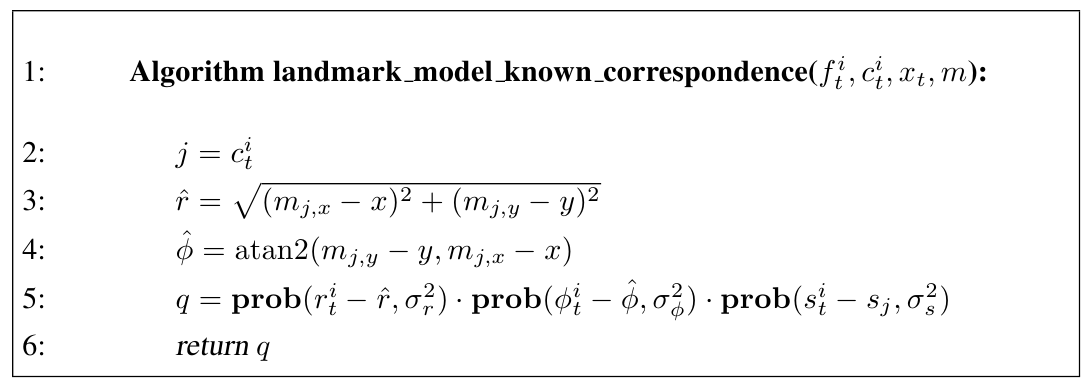 1: Algorithm landmark_model_known_correspondence($f_t^i, c_t^i, x_t, m$):
2: $j = c_t^i$
3: $\hat{r} = \sqrt{(m_{j,x} - x)^2 + (m_{j,y} - y)^2}$
4: $\hat{\phi} = \text{atan2}(m_{j,y} - y, m_{j,x} - x)$
5: $q = \textbf{prob}(r_t^i - \hat{r}, \sigma_r^2) \cdot \textbf{prob}(\phi_t^i - \hat{\phi}, \sigma_\phi^2) \cdot \textbf{prob}(s_t^i - s_j, \sigma_s^2)$
6: return $q$